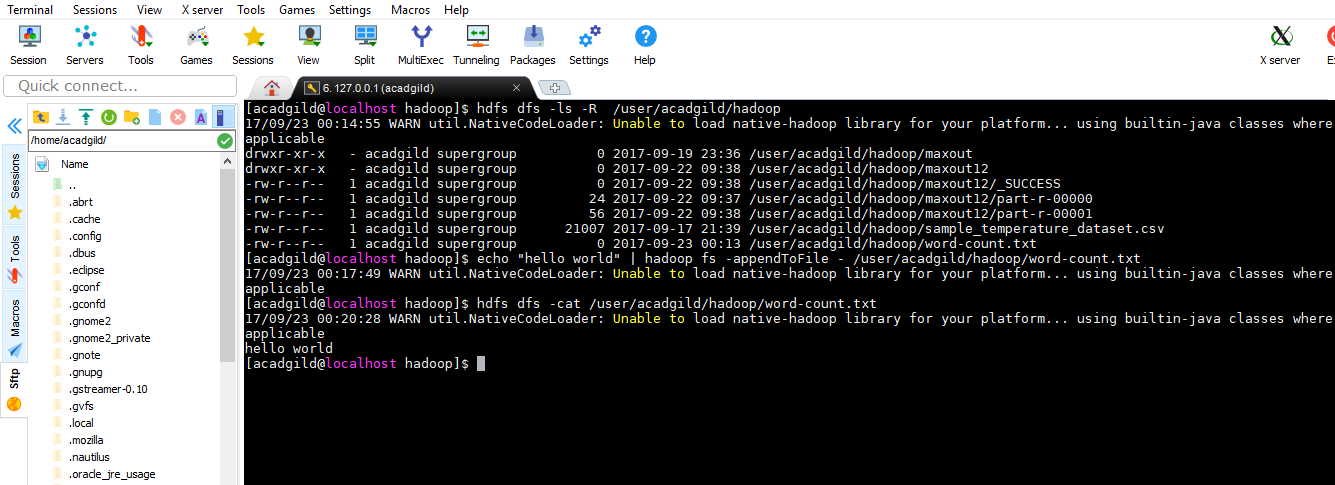 Terminal Sessions View X server Tools Games Settings Macros Help
Session Servers Tools Games Sessions View Split MultiExec Tunneling Packages Settings Help X server
Quick connect...
6. 127.0.0.1 (acadgild)
/home/acadgild/
Name
..
.abrt
.cache
.config
.dbus
.eclipse
.gconf
.gconfd
.gnome2
.gnome2_private
.gnote
.gnupg
.gstreamer-0.10
.gvfs
.local
.mozilla
.nautilus
.oracle_jre_usage
Sessions
Tools
Macros
Sftp
[acadgild@localhost hadoop]$ hdfs dfs -ls -R  /user/acadgild/hadoop
17/09/23 00:14:55 WARN util.NativeCodeLoader: Unable to load native-hadoop library for your platform... using builtin-java classes where
applicable
drwxr-xr-x   - acadgild supergroup          0 2017-09-19 23:36 /user/acadgild/hadoop/maxout
drwxr-xr-x   - acadgild supergroup          0 2017-09-22 09:38 /user/acadgild/hadoop/maxout12
-rw-r--r--   1 acadgild supergroup          0 2017-09-22 09:38 /user/acadgild/hadoop/maxout12/_SUCCESS
-rw-r--r--   1 acadgild supergroup         24 2017-09-22 09:37 /user/acadgild/hadoop/maxout12/part-r-00000
-rw-r--r--   1 acadgild supergroup         56 2017-09-22 09:38 /user/acadgild/hadoop/maxout12/part-r-00001
-rw-r--r--   1 acadgild supergroup      21007 2017-09-17 21:39 /user/acadgild/hadoop/sample_temperature_dataset.csv
-rw-r--r--   1 acadgild supergroup          0 2017-09-23 00:13 /user/acadgild/hadoop/word-count.txt
[acadgild@localhost hadoop]$ echo "hello world" | hadoop fs -appendToFile - /user/acadgild/hadoop/word-count.txt
17/09/23 00:17:49 WARN util.NativeCodeLoader: Unable to load native-hadoop library for your platform... using builtin-java classes where
applicable
[acadgild@localhost hadoop]$ hdfs dfs -cat /user/acadgild/hadoop/word-count.txt
17/09/23 00:20:28 WARN util.NativeCodeLoader: Unable to load native-hadoop library for your platform... using builtin-java classes where
applicable
hello world
[acadgild@localhost hadoop]$